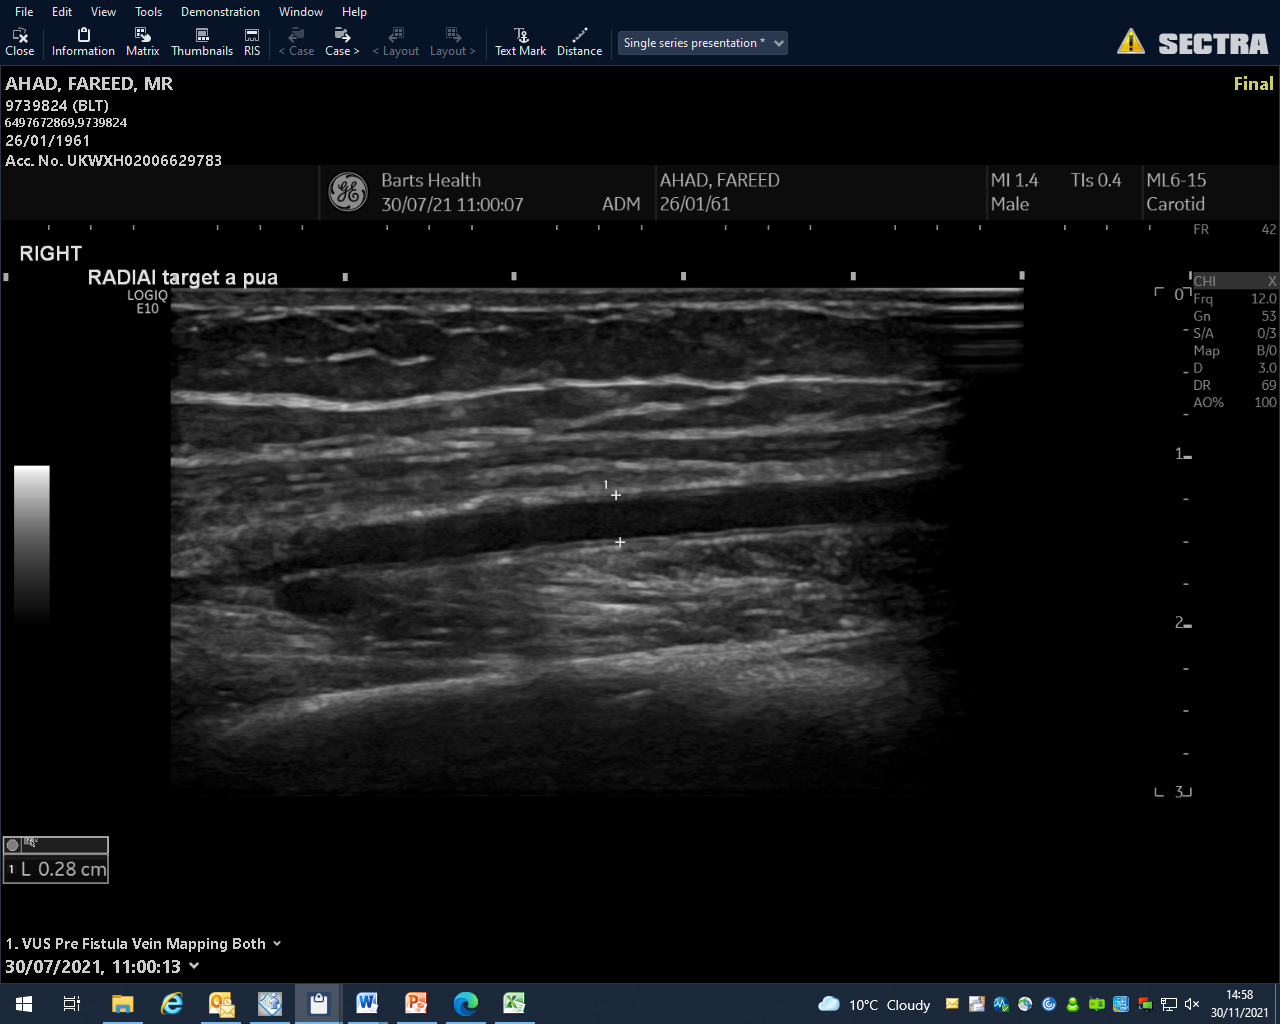 File Edit View Tools Demonstration Window Help
Close Information Matrix Thumbnails RIS < Case Case > < Layout Layout > Text Mark Distance Single series presentation * SECTRA
AHAD, FAREED, MR Final
9739824 (BLT)
6497672869,9739824
26/01/1961
Acc. No. UKWXH02006629783
GE Barts Health AHAD, FAREED MI 1.4 TIs 0.4 ML6-15
30/07/21 11:00:07 ADM 26/01/61 Male Carotid
FR 42
RIGHT
RADIAl target a pua
LOGIQ
E10
0
CHI X
Frq 12.0
Gn 53
S/A 0/3
Map B/0
D 3.0
DR 69
AO% 100
1
1
2
3
1 L 0.28 cm
1. VUS Pre Fistula Vein Mapping Both
30/07/2021, 11:00:13
10°C Cloudy
14:58
30/11/2021